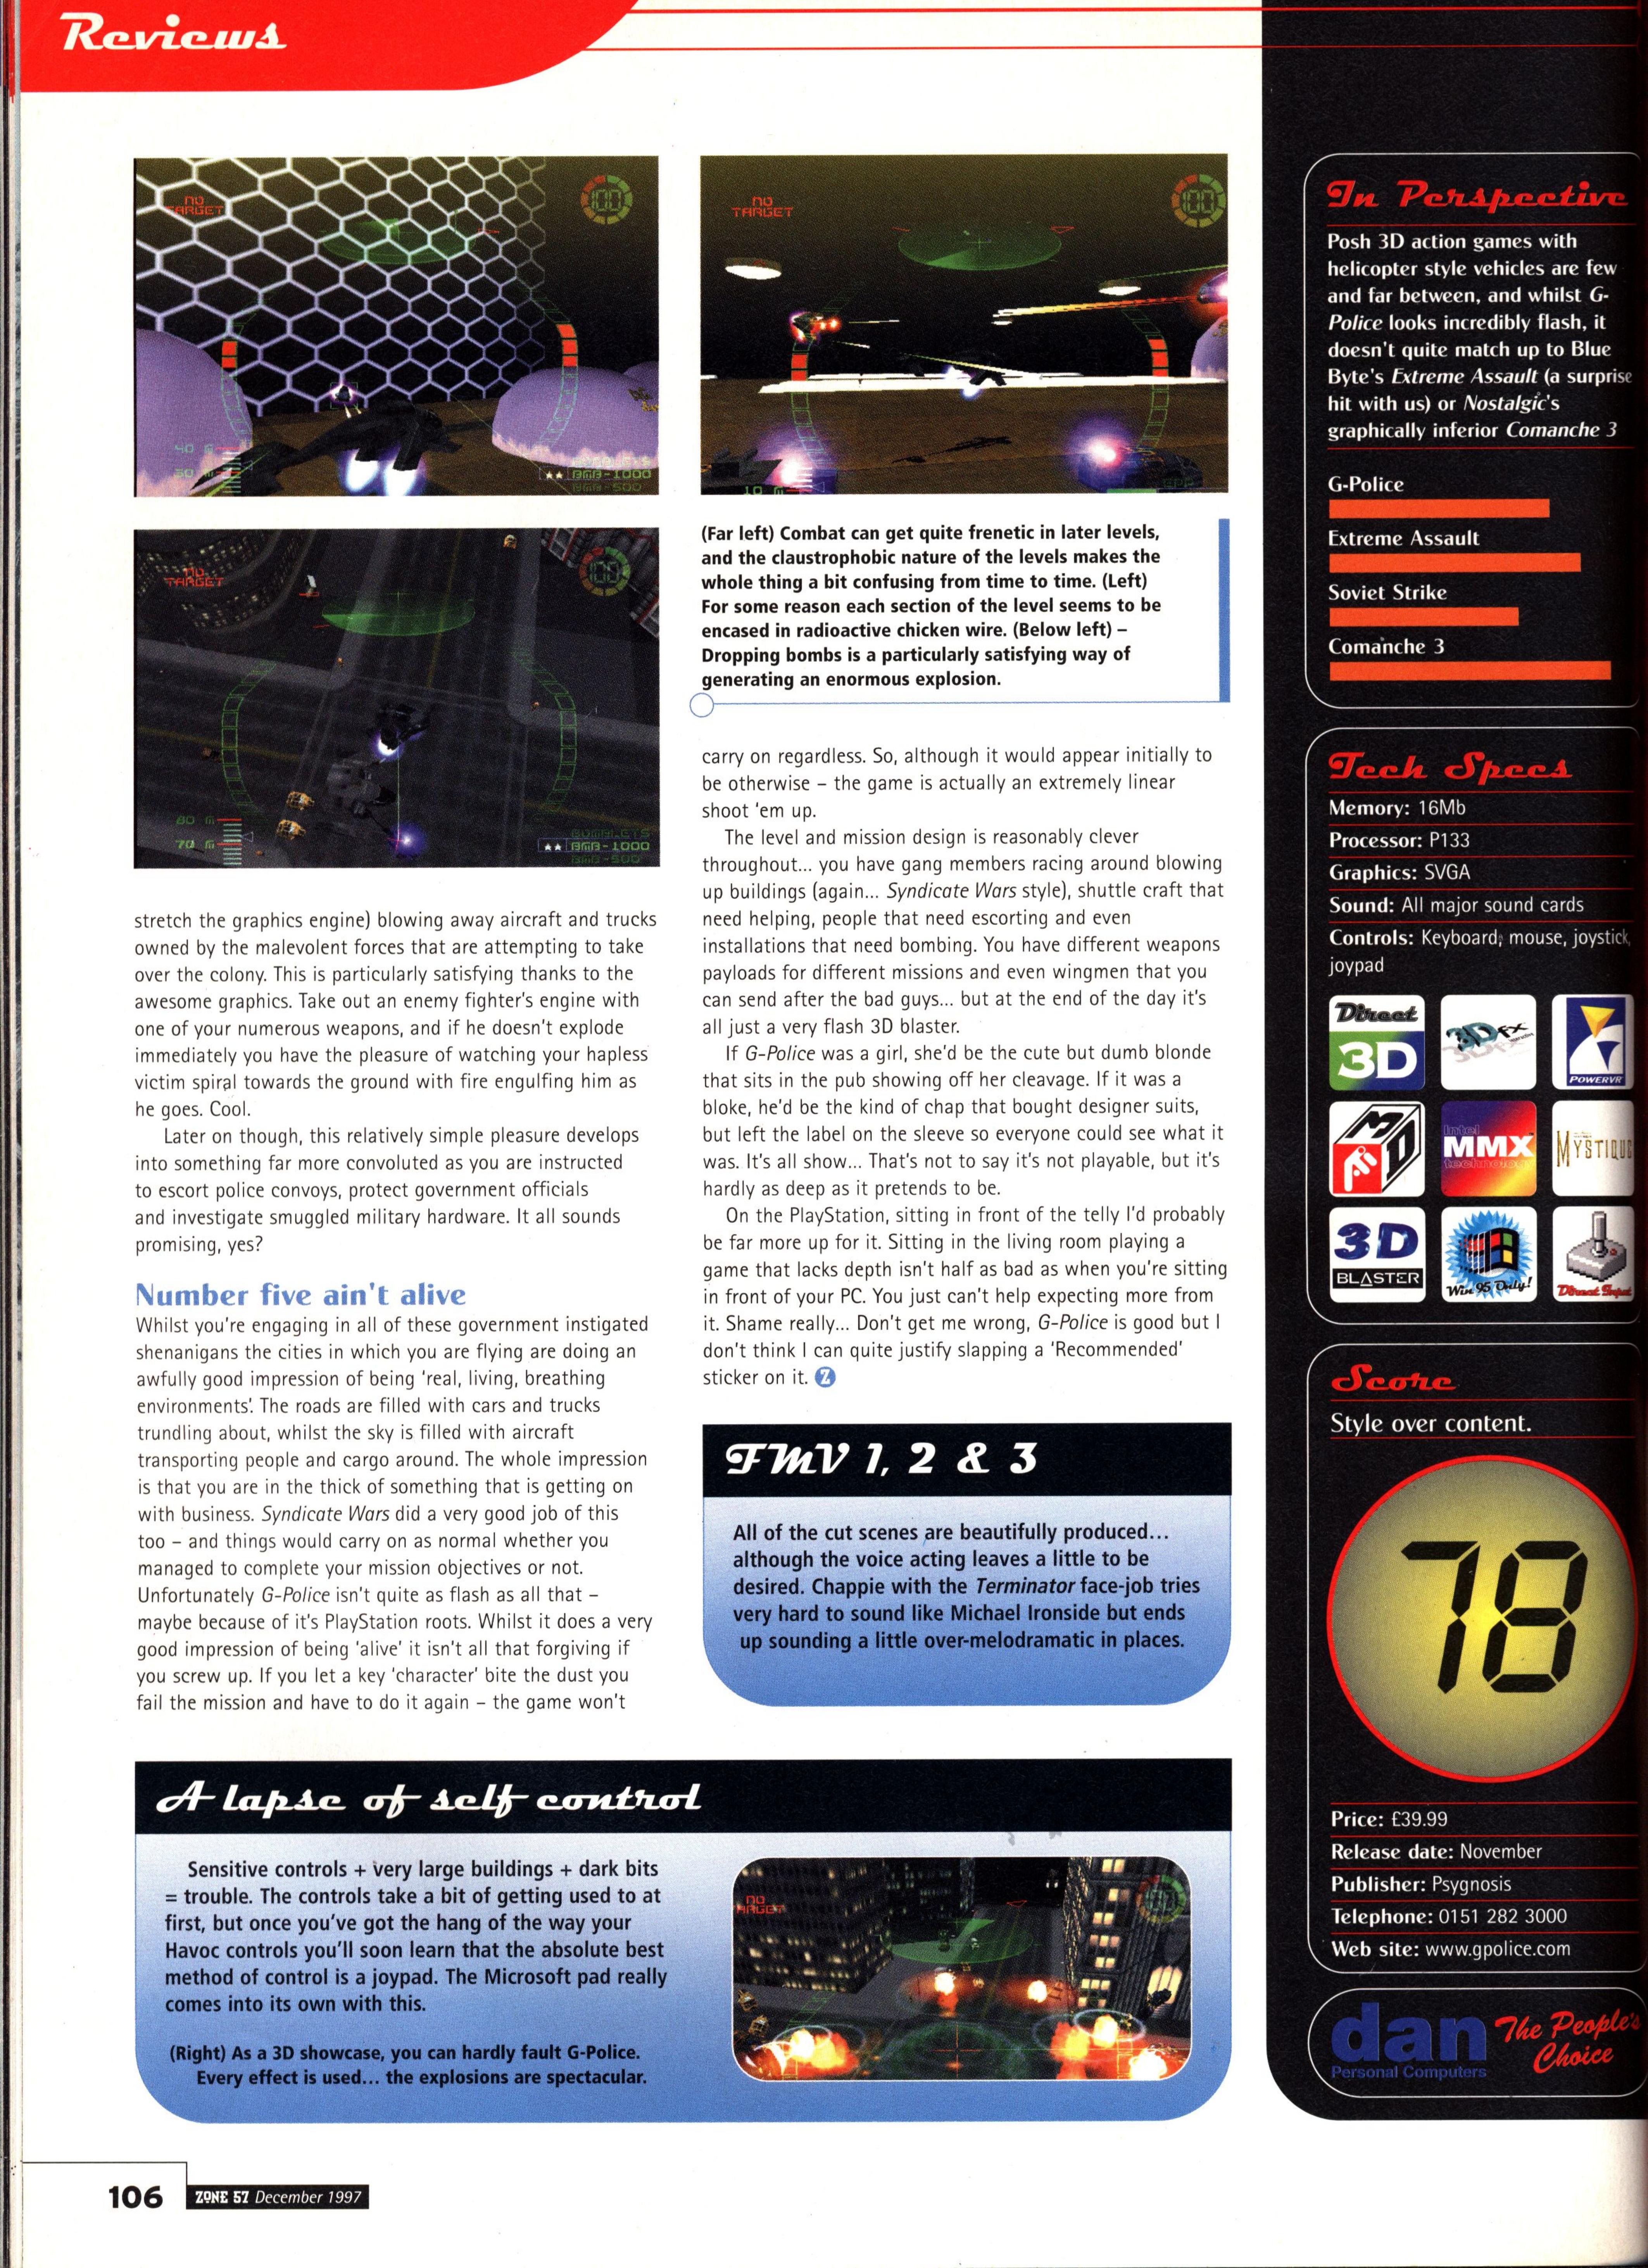 Reviews
NO
TARGET
100
40 m
50 m
BMB-1000
BMB-500
NO
TARGET
100
10 m
NO
TARGET
100
80 m
70 m
BMB-1000
BMB-500
(Far left) Combat can get quite frenetic in later levels,
and the claustrophobic nature of the levels makes the
whole thing a bit confusing from time to time. (Left)
For some reason each section of the level seems to be
encased in radioactive chicken wire. (Below left) –
Dropping bombs is a particularly satisfying way of
generating an enormous explosion.
stretch the graphics engine) blowing away aircraft and trucks
owned by the malevolent forces that are attempting to take
over the colony. This is particularly satisfying thanks to the
awesome graphics. Take out an enemy fighter's engine with
one of your numerous weapons, and if he doesn't explode
immediately you have the pleasure of watching your hapless
victim spiral towards the ground with fire engulfing him as
he goes. Cool.
Later on though, this relatively simple pleasure develops
into something far more convoluted as you are instructed
to escort police convoys, protect government officials
and investigate smuggled military hardware. It all sounds
promising, yes?
Number five ain't alive
Whilst you're engaging in all of these government instigated
shenanigans the cities in which you are flying are doing an
awfully good impression of being 'real, living, breathing
environments'. The roads are filled with cars and trucks
trundling about, whilst the sky is filled with aircraft
transporting people and cargo around. The whole impression
is that you are in the thick of something that is getting on
with business. Syndicate Wars did a very good job of this
too – and things would carry on as normal whether you
managed to complete your mission objectives or not.
Unfortunately G-Police isn't quite as flash as all that –
maybe because of it's PlayStation roots. Whilst it does a very
good impression of being 'alive' it isn't all that forgiving if
you screw up. If you let a key 'character' bite the dust you
fail the mission and have to do it again – the game won't
carry on regardless. So, although it would appear initially to
be otherwise – the game is actually an extremely linear
shoot 'em up.
The level and mission design is reasonably clever
throughout... you have gang members racing around blowing
up buildings (again... Syndicate Wars style), shuttle craft that
need helping, people that need escorting and even
installations that need bombing. You have different weapons
payloads for different missions and even wingmen that you
can send after the bad guys... but at the end of the day it's
all just a very flash 3D blaster.
If G-Police was a girl, she'd be the cute but dumb blonde
that sits in the pub showing off her cleavage. If it was a
bloke, he'd be the kind of chap that bought designer suits,
but left the label on the sleeve so everyone could see what it
was. It's all show... That's not to say it's not playable, but it's
hardly as deep as it pretends to be.
On the PlayStation, sitting in front of the telly I'd probably
be far more up for it. Sitting in the living room playing a
game that lacks depth isn't half as bad as when you're sitting
in front of your PC. You just can't help expecting more from
it. Shame really... Don't get me wrong, G-Police is good but I
don't think I can quite justify slapping a 'Recommended'
sticker on it. Z
FMV 1, 2 & 3
All of the cut scenes are beautifully produced...
although the voice acting leaves a little to be
desired. Chappie with the Terminator face-job tries
very hard to sound like Michael Ironside but ends
up sounding a little over-melodramatic in places.
A lapse of self control
Sensitive controls + very large buildings + dark bits
= trouble. The controls take a bit of getting used to at
first, but once you've got the hang of the way your
Havoc controls you'll soon learn that the absolute best
method of control is a joypad. The Microsoft pad really
comes into its own with this.
(Right) As a 3D showcase, you can hardly fault G-Police.
Every effect is used... the explosions are spectacular.
NO
In Perspective
Posh 3D action games with
helicopter style vehicles are few
and far between, and whilst G-
Police looks incredibly flash, it
doesn't quite match up to Blue
Byte's Extreme Assault (a surprise
hit with us) or Nostalgic's
graphically inferior Comanche 3
G-Police
Extreme Assault
Soviet Strike
Comanche 3
Tech Specs
Memory: 16Mb
Processor: P133
Graphics: SVGA
Sound: All major sound cards
Controls: Keyboard, mouse, joystick,
joypad
Direct
3D
3Dfx
POWERVR
Intel
MMX
technology
MYSTIQUE
3D
BLASTER
Win 95 Only!
Direct Input
Score
Style over content.
78
Price: £39.99
Release date: November
Publisher: Psygnosis
Telephone: 0151 282 3000
Web site: www.gpolice.com
dan
Personal Computers
The People's
Choice
106
ZONE 57 December 1997